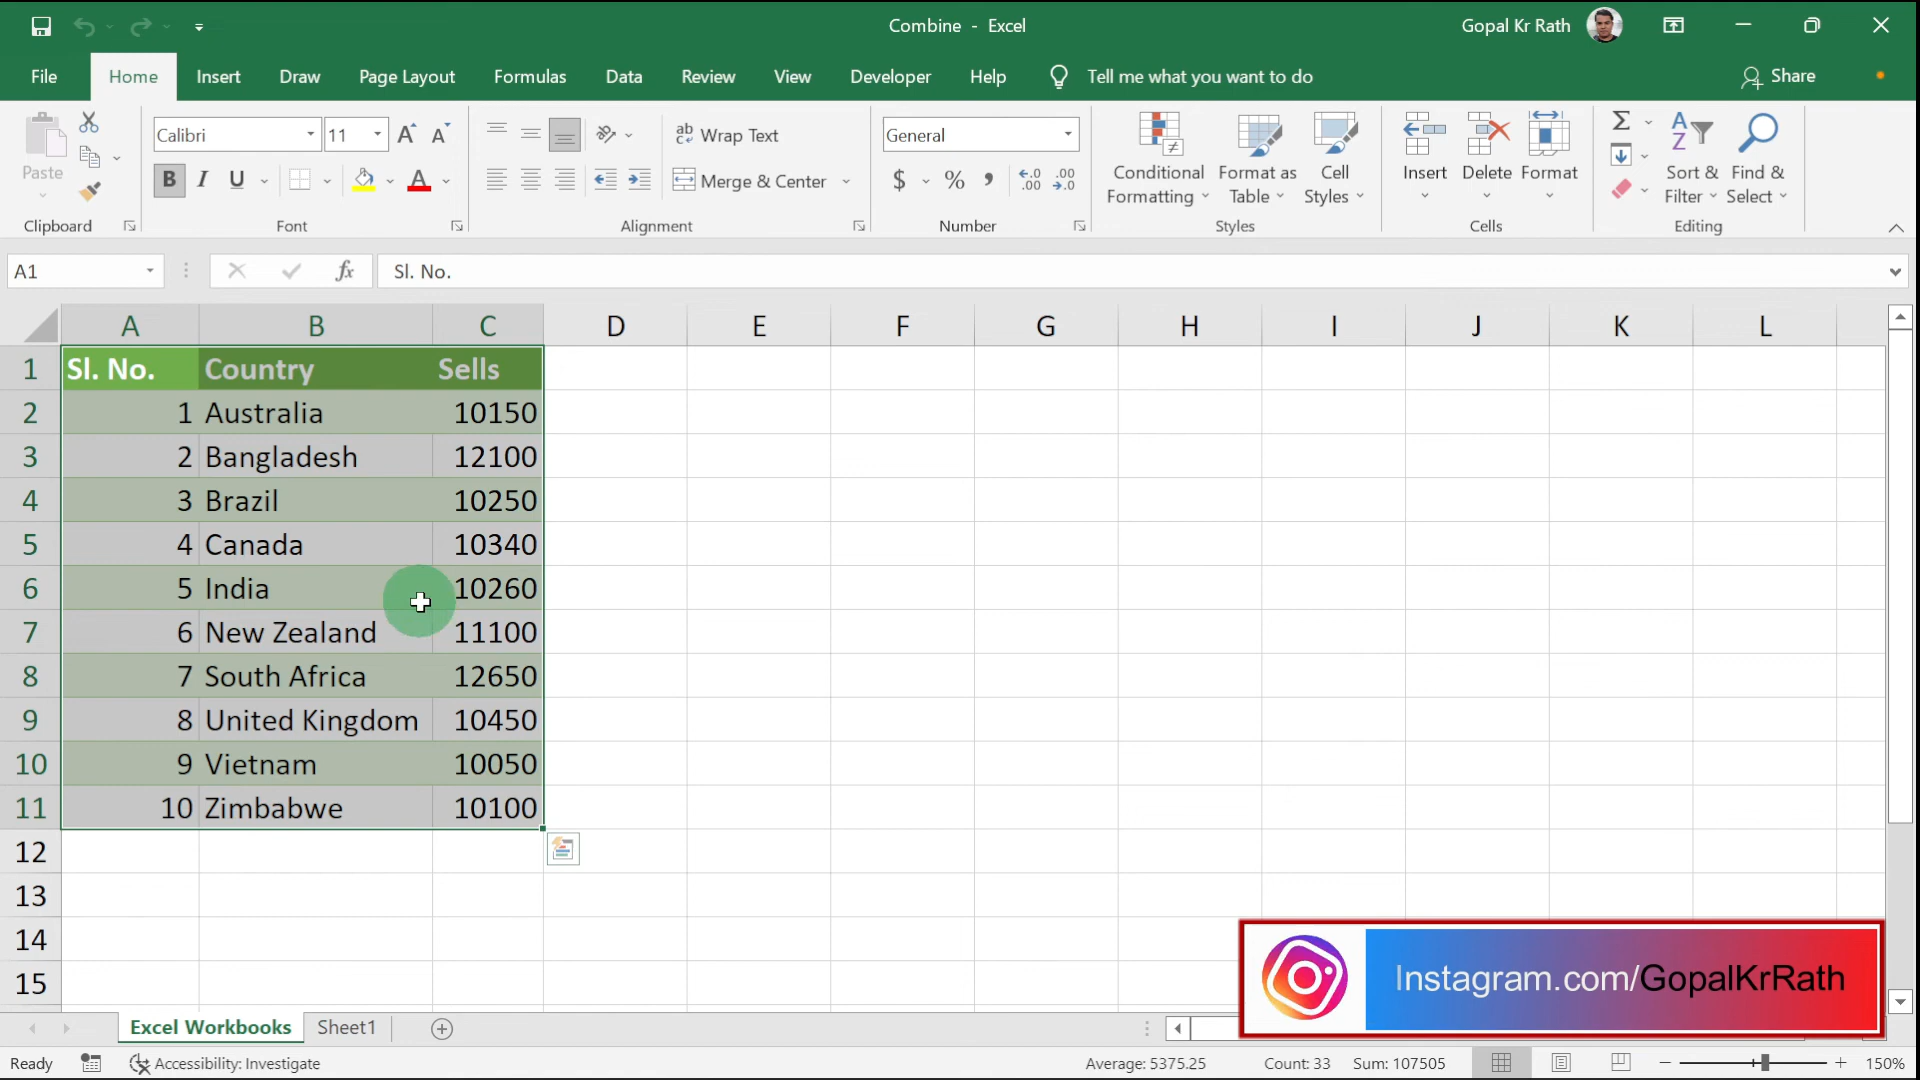 Combine - Excel
Gopal Kr Rath
File Home Insert Draw Page Layout Formulas Data Review View Developer Help Tell me what you want to do Share
Calibri 11 Wrap Text General
Paste B I U Merge & Center $ % , Conditional Formatting Format as Table Cell Styles Insert Delete Format Sort & Filter Find & Select
Clipboard Font Alignment Number Styles Cells Editing
A1 fx Sl. No.
A B C D E F G H I J K L
1 Sl. No. Country Sells
2 1 Australia 10150
3 2 Bangladesh 12100
4 3 Brazil 10250
5 4 Canada 10340
6 5 India 10260
7 6 New Zealand 11100
8 7 South Africa 12650
9 8 United Kingdom 10450
10 9 Vietnam 10050
11 10 Zimbabwe 10100
12
13
14
15
Instagram.com/GopalKrRath
Excel Workbooks Sheet1
Ready Accessibility: Investigate Average: 5375.25 Count: 33 Sum: 107505 150%